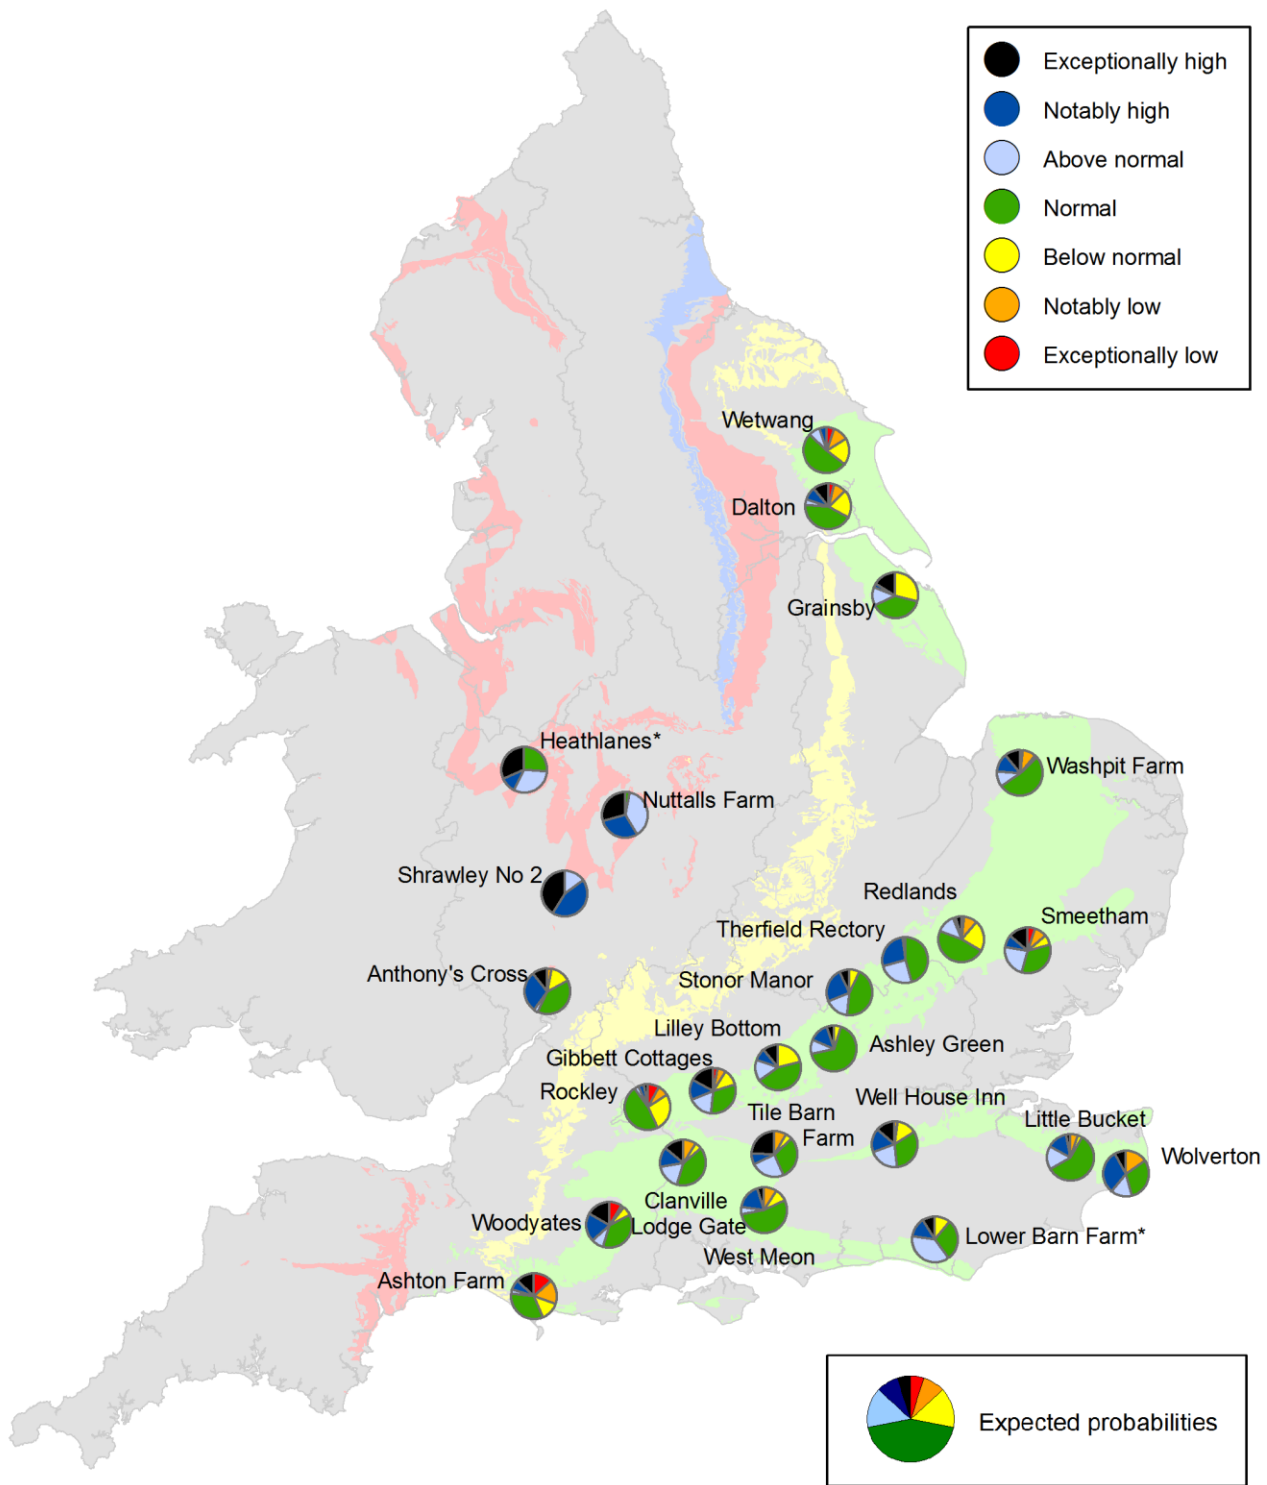 Exceptionally high
Notably high
Above normal
Normal
Below normal
Notably low
Exceptionally low
Wetwang
Dalton
Grainsby
Heathlanes*
Nuttalls Farm
Washpit Farm
Shrawley No 2
Redlands
Smeetham
Therfield Rectory
Anthony's Cross
Stonor Manor
Lilley Bottom
Ashley Green
Gibbett Cottages
Rockley
Well House Inn
Tile Barn
Farm
Little Bucket
Wolverton
Clanville
Lodge Gate
Woodyates
West Meon
Lower Barn Farm*
Ashton Farm
Expected probabilities